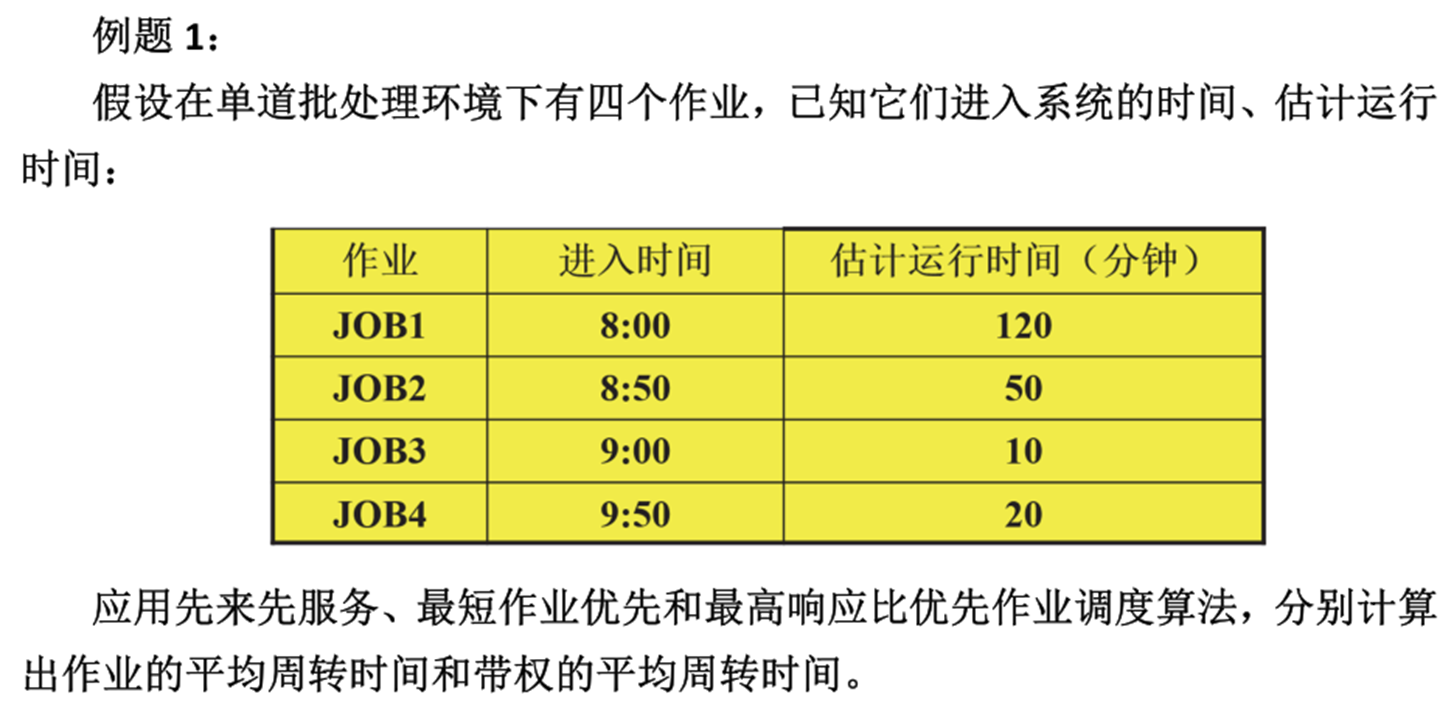 例题 1：
假设在单道批处理环境下有四个作业，已知它们进入系统的时间、估计运行
时间：
作业 进入时间 估计运行时间（分钟）
JOB1 8:00 120
JOB2 8:50 50
JOB3 9:00 10
JOB4 9:50 20
应用先来先服务、最短作业优先和最高响应比优先作业调度算法，分别计算
出作业的平均周转时间和带权的平均周转时间。